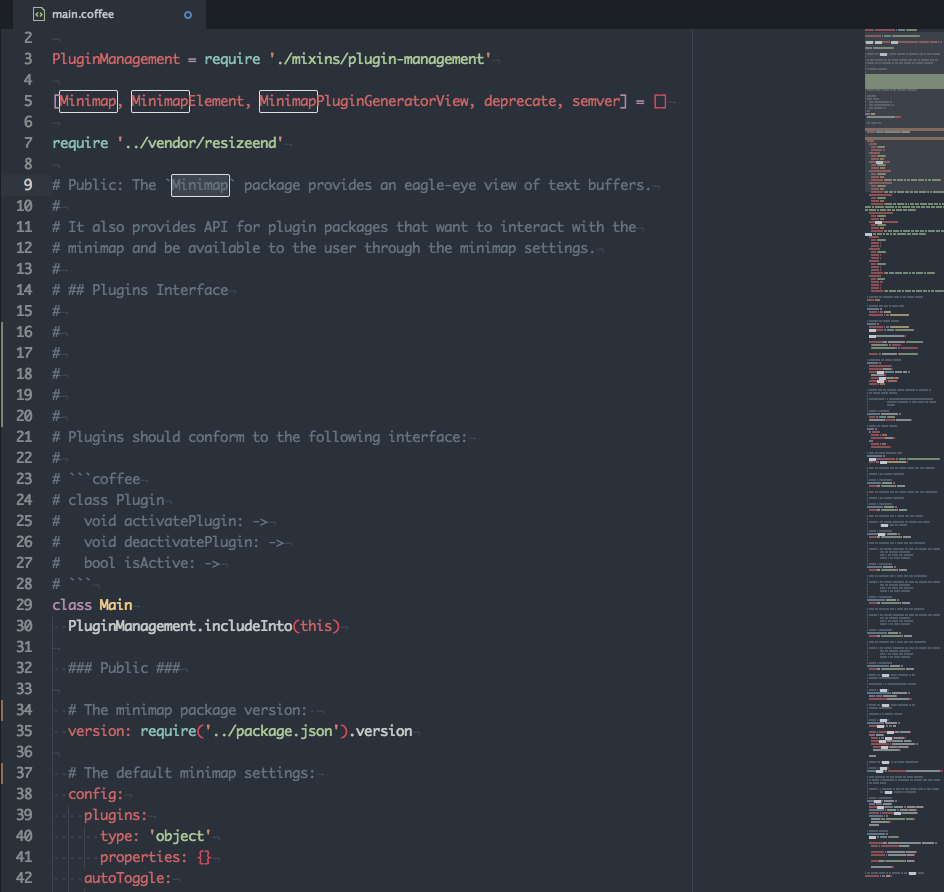 main.coffee
2
3 PluginManagement = require './mixins/plugin-management'
4
5 [Minimap, MinimapElement, MinimapPluginGeneratorView, deprecate, semver] = []
6
7 require '../vendor/resizeend'
8
9 # Public: The `Minimap` package provides an eagle-eye view of text buffers.
10 #
11 # It also provides API for plugin packages that want to interact with the
12 # minimap and be available to the user through the minimap settings.
13 #
14 # ## Plugins Interface
15 #
16 #
17 #
18 #
19 #
20 #
21 # Plugins should conform to the following interface:
22 #
23 # ```coffee
24 # class Plugin
25 #   void activatePlugin: ->
26 #   void deactivatePlugin: ->
27 #   bool isActive: ->
28 # ```
29 class Main
30   PluginManagement.includeInto(this)
31
32   ### Public ###
33
34   # The minimap package version:
35   version: require('../package.json').version
36
37   # The default minimap settings:
38   config:
39     plugins:
40       type: 'object'
41       properties: {}
42     autoToggle: